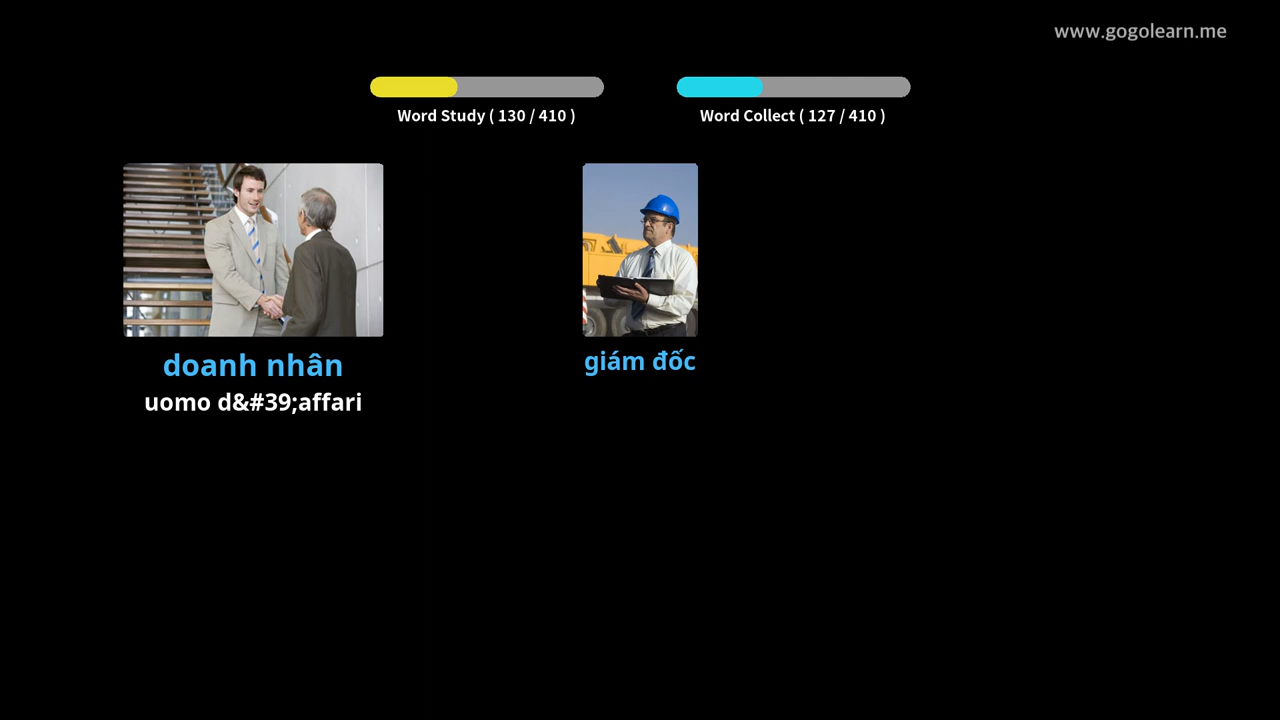 www.gogolearn.me
Word Study ( 130 / 410 )
Word Collect ( 127 / 410 )
doanh nhân
uomo d&#39;affari
giám đốc